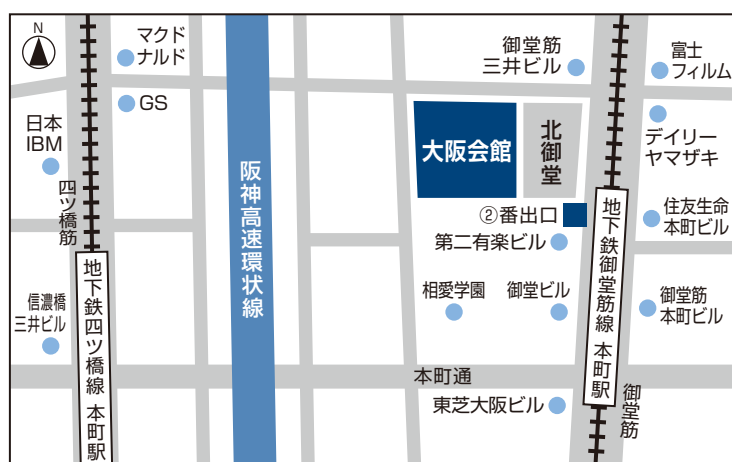 N
マクド
ナルド
GS
日本
IBM
四ツ橋筋
地下鉄四ツ橋線 本町駅
信濃橋
三井ビル
阪神高速環状線
御堂筋
三井ビル
富士
フィルム
大阪会館
北御堂
デイリー
ヤマザキ
②番出口
住友生命
本町ビル
第二有楽ビル
地下鉄御堂筋線 本町駅
相愛学園
御堂ビル
御堂筋
本町ビル
本町通
東芝大阪ビル
御堂筋